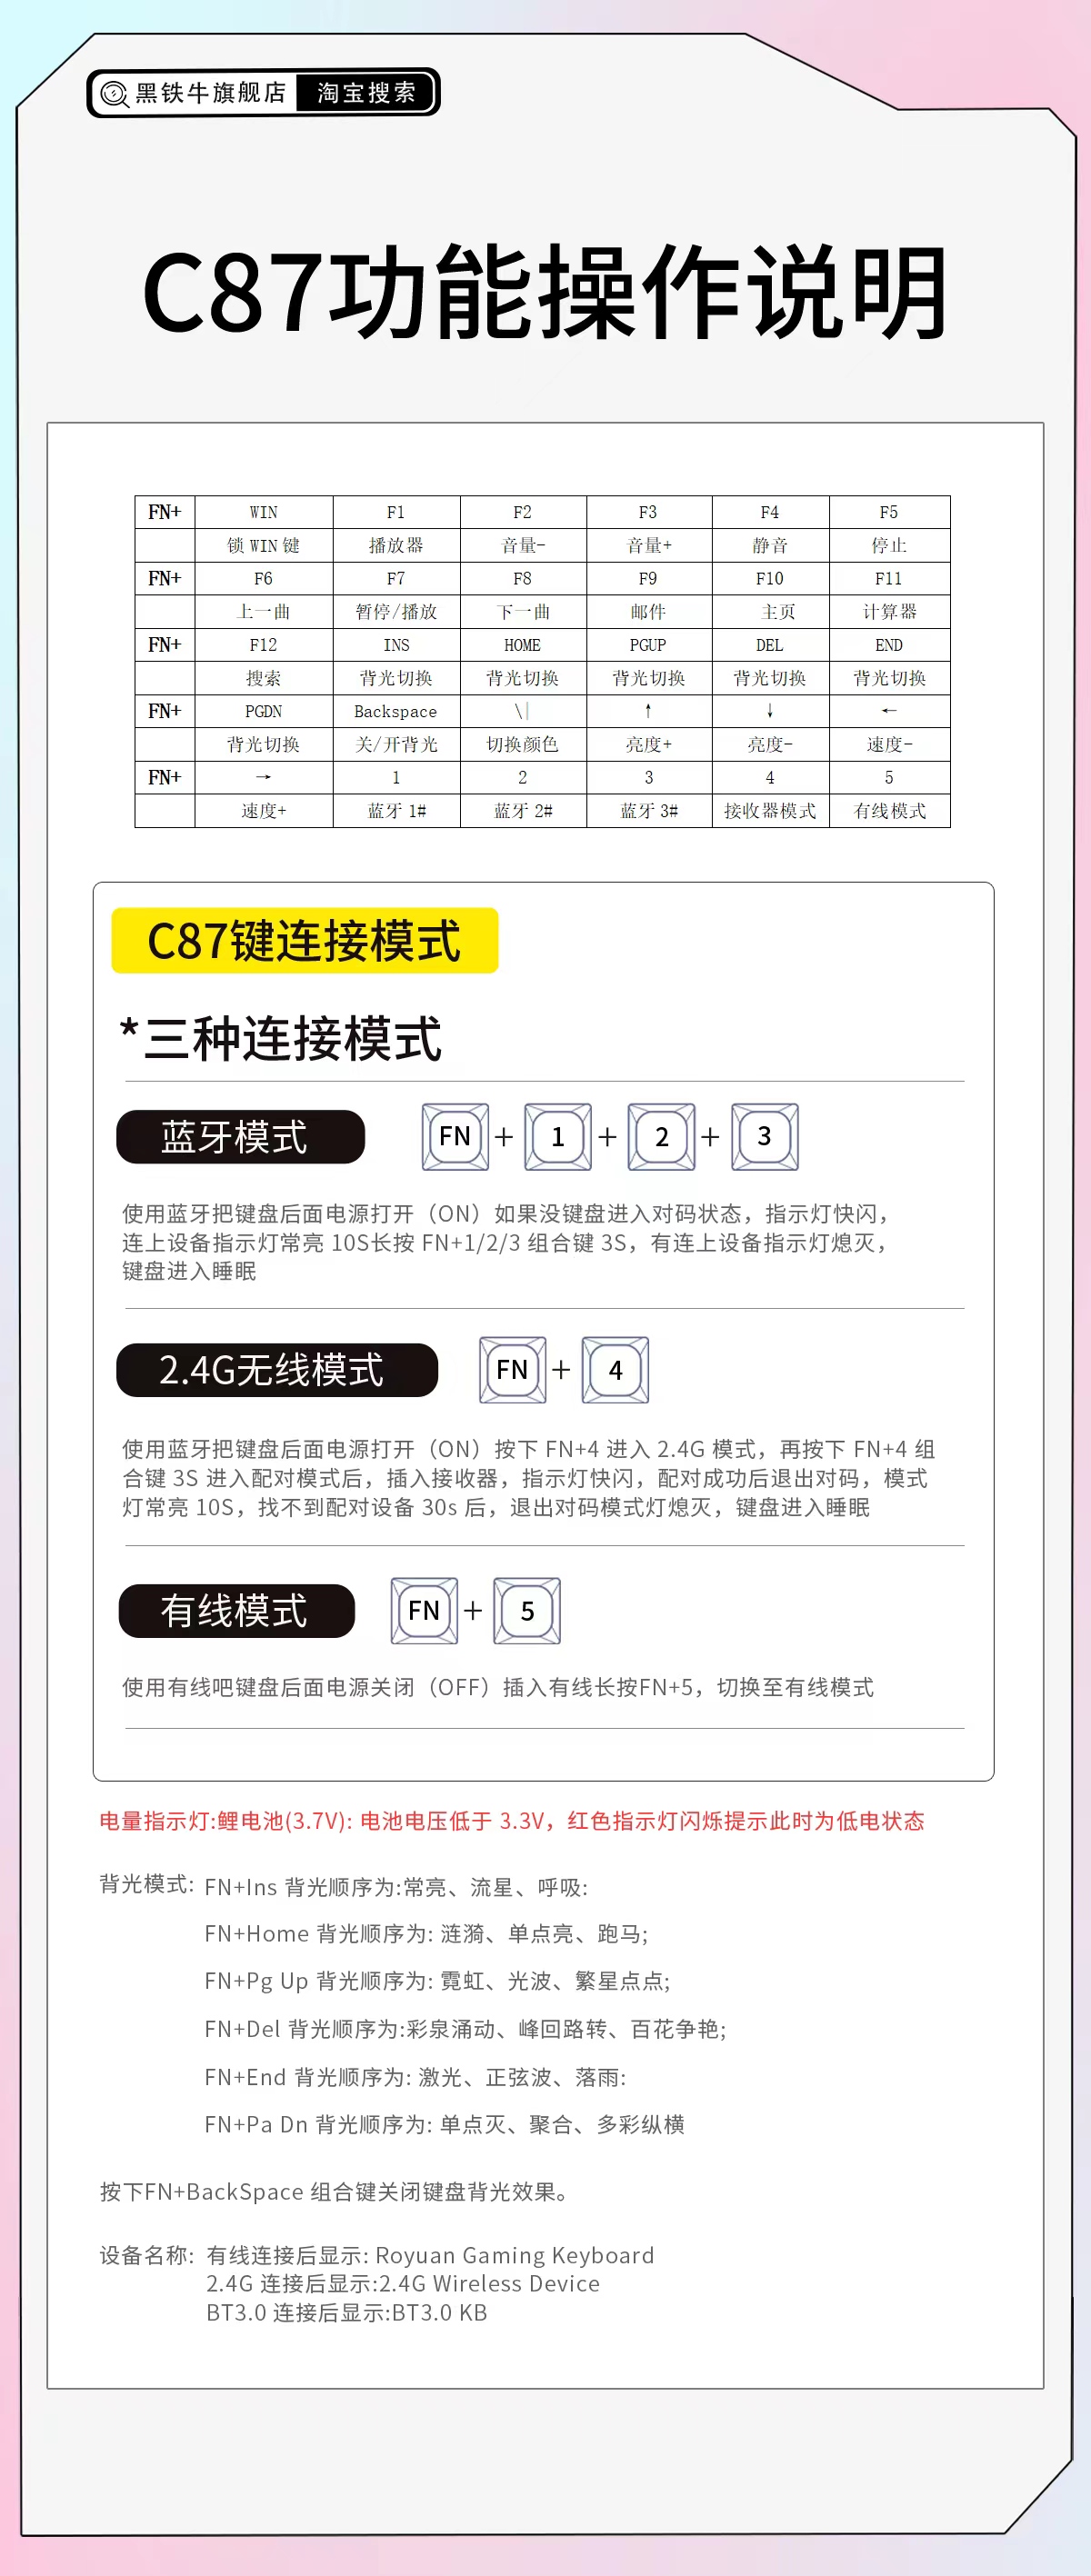 黑铁牛旗舰店 淘宝搜索
C87功能操作说明
FN+ WIN F1 F2 F3 F4 F5
锁 WIN 键 播放器 音量- 音量+ 静音 停止
FN+ F6 F7 F8 F9 F10 F11
上一曲 暂停/播放 下一曲 邮件 主页 计算器
FN+ F12 INS HOME PGUP DEL END
搜索 背光切换 背光切换 背光切换 背光切换 背光切换
FN+ PGDN Backspace \| ↑ ↓ ←
背光切换 关/开背光 切换颜色 亮度+ 亮度- 速度-
FN+ → 1 2 3 4 5
速度+ 蓝牙 1# 蓝牙 2# 蓝牙 3# 接收器模式 有线模式
C87键连接模式
*三种连接模式
蓝牙模式 FN + 1 + 2 + 3
使用蓝牙把键盘后面电源打开（ON）如果没键盘进入对码状态，指示灯快闪，
连上设备指示灯常亮 10S长按 FN+1/2/3 组合键 3S，有连上设备指示灯熄灭，
键盘进入睡眠
2.4G无线模式 FN + 4
使用蓝牙把键盘后面电源打开（ON）按下 FN+4 进入 2.4G 模式，再按下 FN+4 组
合键 3S 进入配对模式后，插入接收器，指示灯快闪，配对成功后退出对码，模式
灯常亮 10S，找不到配对设备 30s 后，退出对码模式灯熄灭，键盘进入睡眠
有线模式 FN + 5
使用有线吧键盘后面电源关闭（OFF）插入有线长按FN+5，切换至有线模式
电量指示灯:鲤电池(3.7V): 电池电压低于 3.3V，红色指示灯闪烁提示此时为低电状态
背光模式: FN+Ins 背光顺序为:常亮、流星、呼吸:
FN+Home 背光顺序为: 涟漪、单点亮、跑马;
FN+Pg Up 背光顺序为: 霓虹、光波、繁星点点;
FN+Del 背光顺序为:彩泉涌动、峰回路转、百花争艳;
FN+End 背光顺序为: 激光、正弦波、落雨:
FN+Pa Dn 背光顺序为: 单点灭、聚合、多彩纵横
按下FN+BackSpace 组合键关闭键盘背光效果。
设备名称: 有线连接后显示: Royuan Gaming Keyboard
2.4G 连接后显示:2.4G Wireless Device
BT3.0 连接后显示:BT3.0 KB